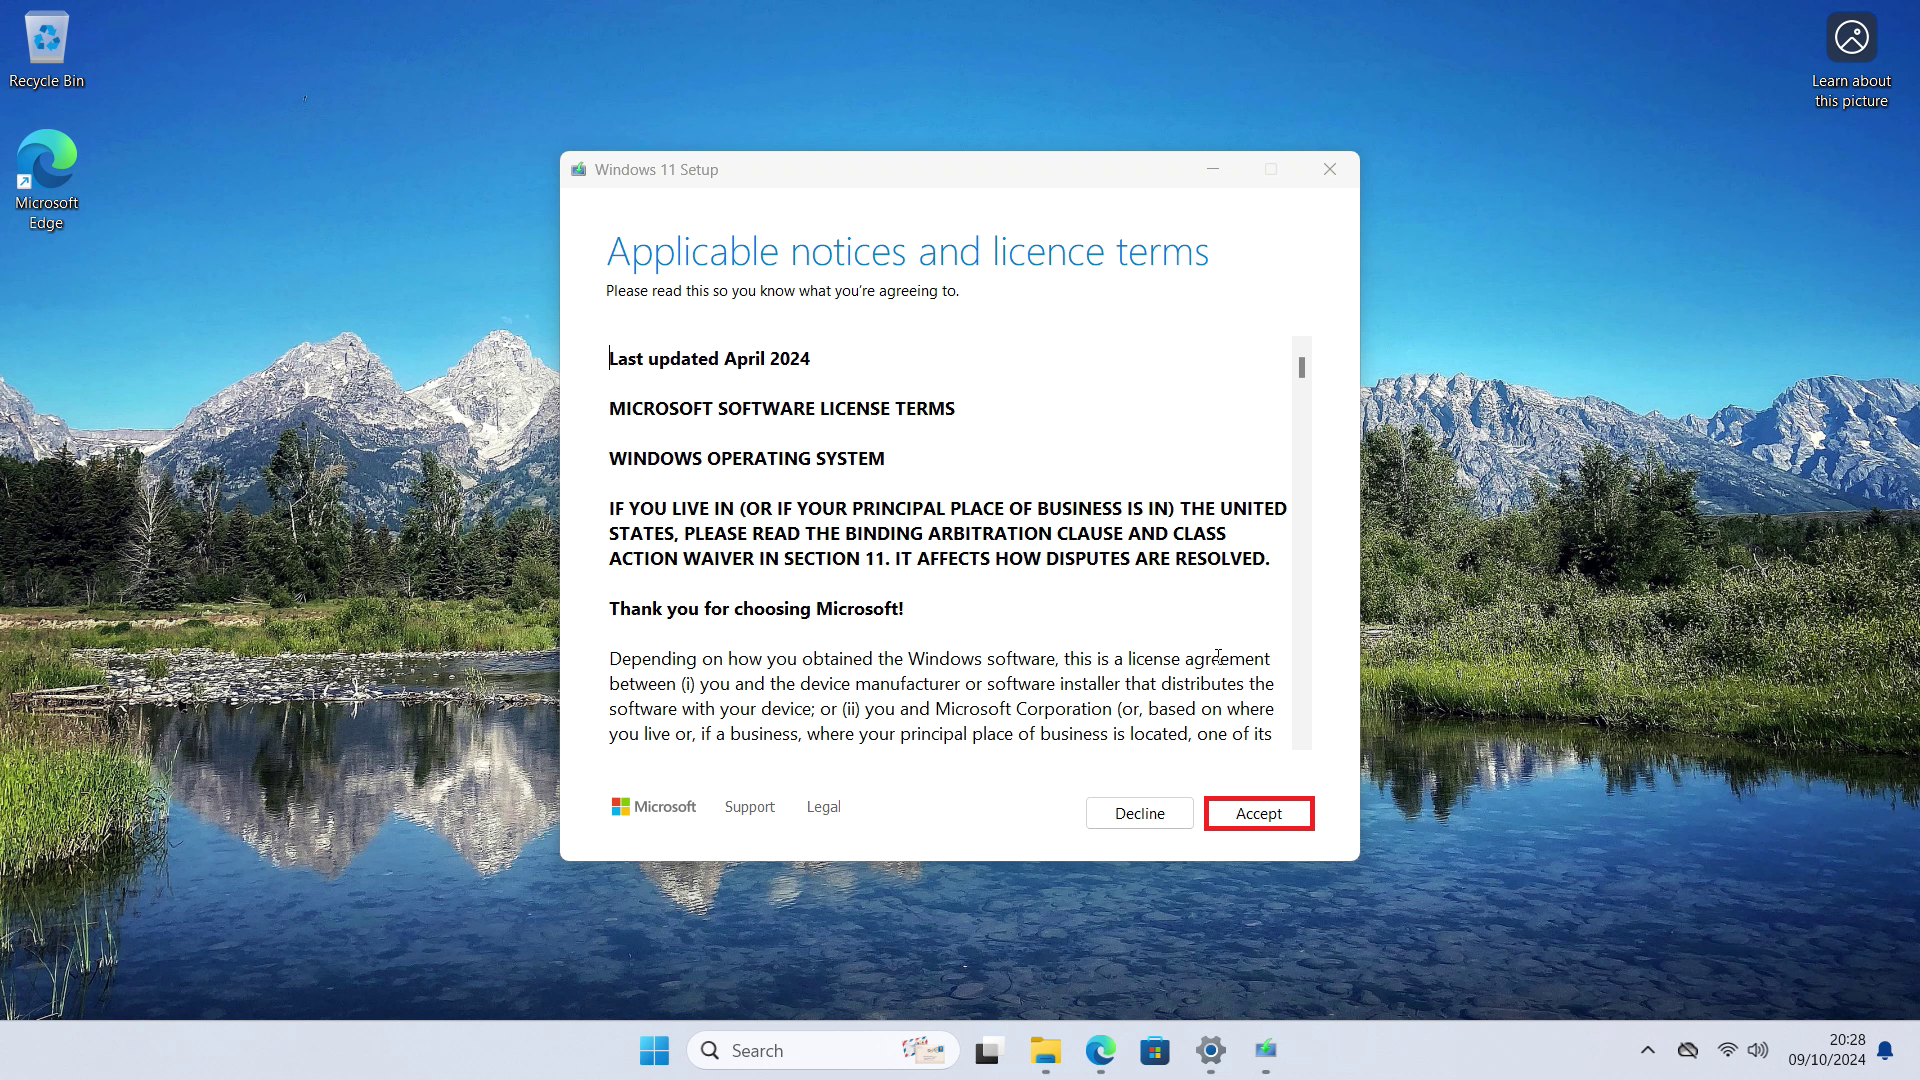 Recycle Bin
Microsoft
Edge
Learn about
this picture
Windows 11 Setup
Applicable notices and licence terms
Please read this so you know what you’re agreeing to.
Last updated April 2024
MICROSOFT SOFTWARE LICENSE TERMS
WINDOWS OPERATING SYSTEM
IF YOU LIVE IN (OR IF YOUR PRINCIPAL PLACE OF BUSINESS IS IN) THE UNITED
STATES, PLEASE READ THE BINDING ARBITRATION CLAUSE AND CLASS
ACTION WAIVER IN SECTION 11. IT AFFECTS HOW DISPUTES ARE RESOLVED.
Thank you for choosing Microsoft!
Depending on how you obtained the Windows software, this is a license agreement
between (i) you and the device manufacturer or software installer that distributes the
software with your device; or (ii) you and Microsoft Corporation (or, based on where
you live or, if a business, where your principal place of business is located, one of its
Microsoft Support Legal
Decline Accept
Search
20:28
09/10/2024